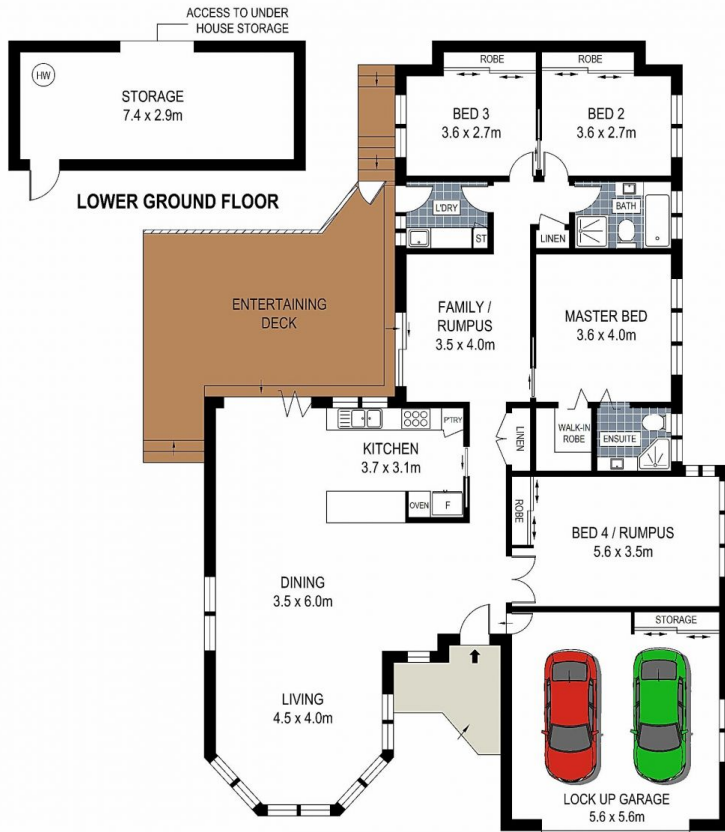 ACCESS TO UNDER
HOUSE STORAGE
HW
STORAGE
7.4 x 2.9m
LOWER GROUND FLOOR
ROBE
ROBE
BED 3
3.6 x 2.7m
BED 2
3.6 x 2.7m
L'DRY
ST
LINEN
BATH
ENTERTAINING
DECK
FAMILY /
RUMPUS
3.5 x 4.0m
MASTER BED
3.6 x 4.0m
P'TRY
KITCHEN
3.7 x 3.1m
LINEN
WALK-IN
ROBE
ENSUITE
OVEN
F
ROBE
BED 4 / RUMPUS
5.6 x 3.5m
DINING
3.5 x 6.0m
STORAGE
LIVING
4.5 x 4.0m
LOCK UP GARAGE
5.6 x 5.6m